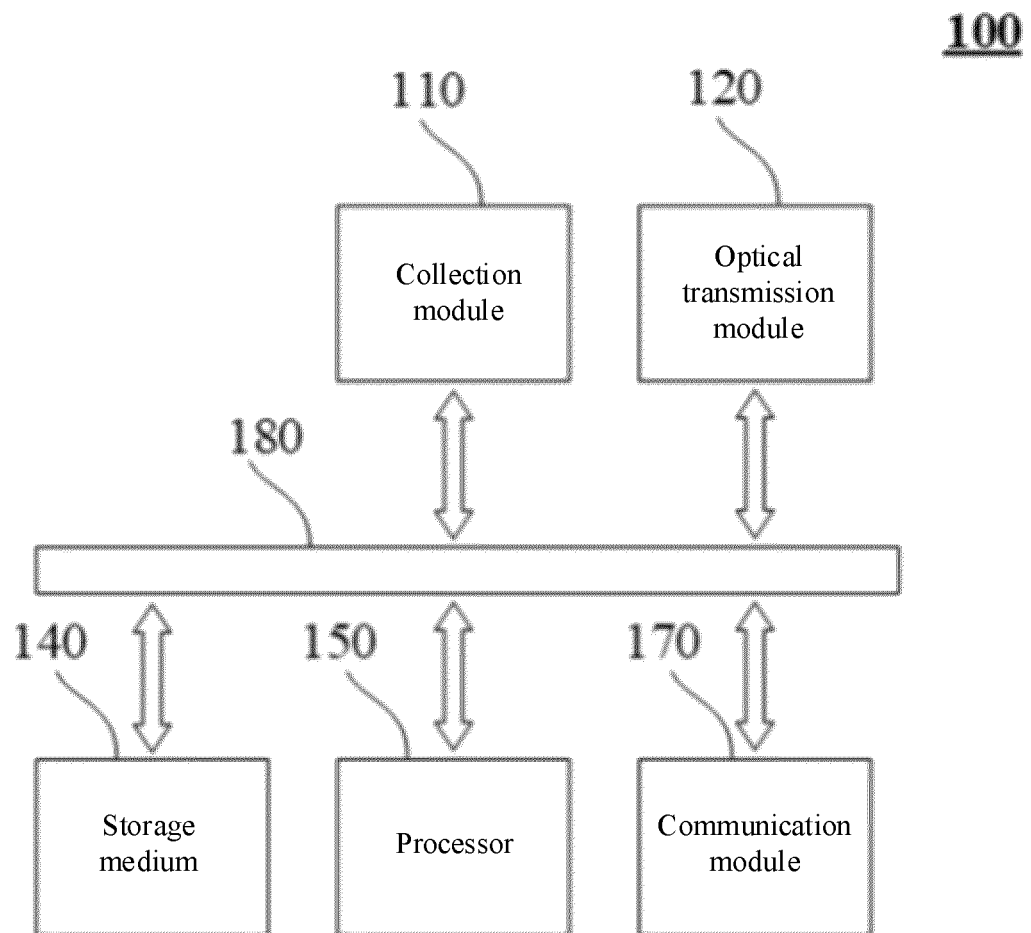 100
110
120
Collection
module
Optical
transmission
module
180
140
150
170
Storage
medium
Processor
Communication
module